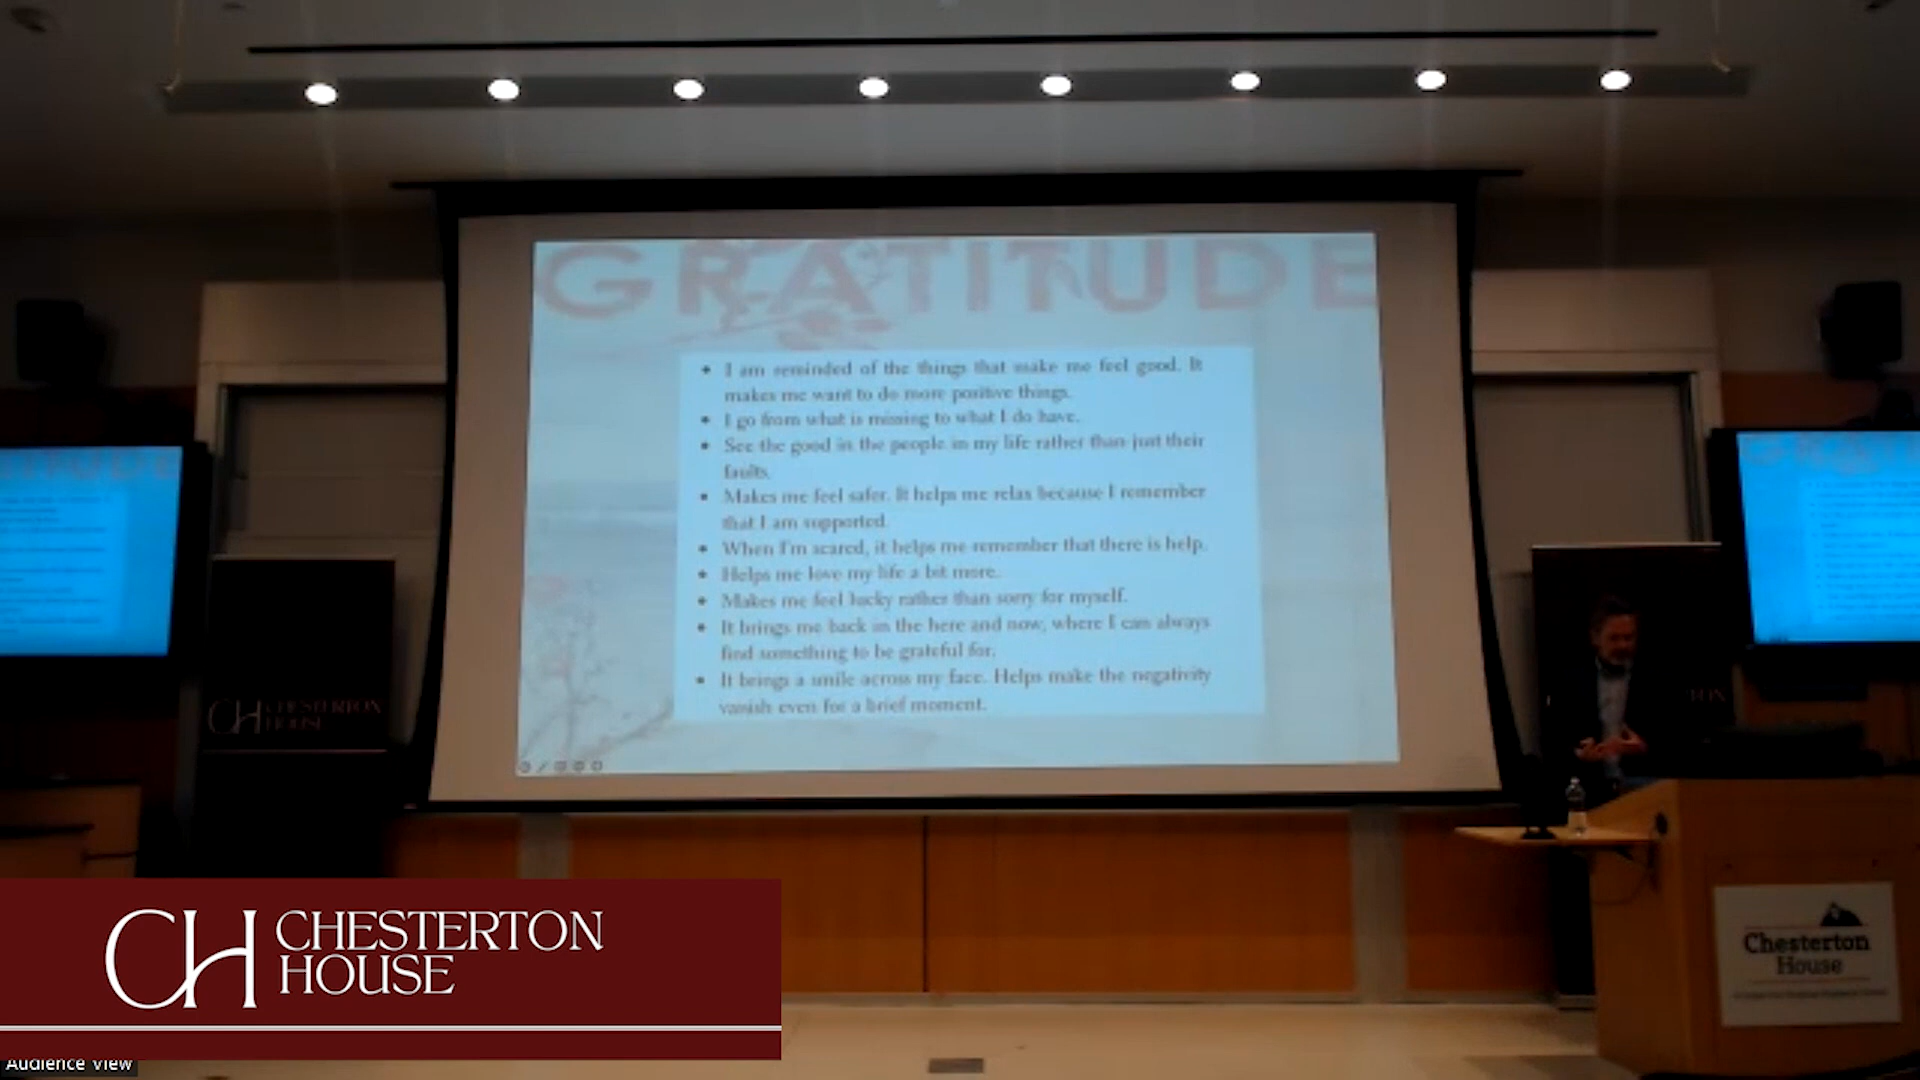 GRATITUDE
• I am reminded of the things that make me feel good. It
makes me want to do more positive things.
• I go from what is missing to what I do have.
• See the good in the people in my life rather than just their
faults.
• Makes me feel safer. It helps me relax because I remember
that I am supported.
• When I'm scared, it helps me remember that there is help.
• Helps me love my life a bit more.
• Makes me feel lucky rather than sorry for myself.
• It brings me back in the here and now, where I can always
find something to be grateful for.
• It brings a smile across my face. Helps make the negativity
vanish even for a brief moment.
CH CHESTERTON
HOUSE
Chesterton
House
CH CHESTERTON
HOUSE
Audience View